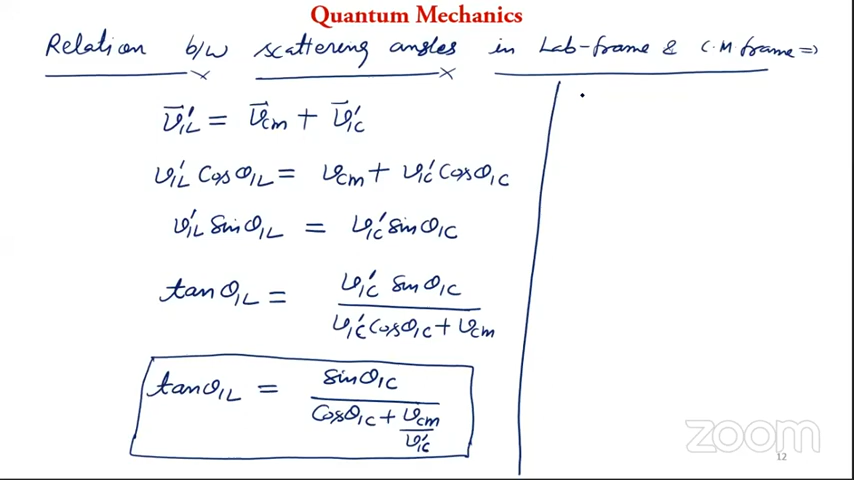 Quantum Mechanics
Relation b/w scattering angles in Lab-frame & C.M frame ⇒
v̄'₁L = v̄cm + v̄'₁c
v'₁L Cosθ₁L = vcm + v'₁c Cosθ₁c
v'₁L Sinθ₁L = v'₁c sinθ₁c
tanθ₁L = v'₁c sinθ₁c / (v'₁c Cosθ₁c + vcm)
tanθ₁L = sinθ₁c / (Cosθ₁c + vcm/v'₁c)
zoom
12